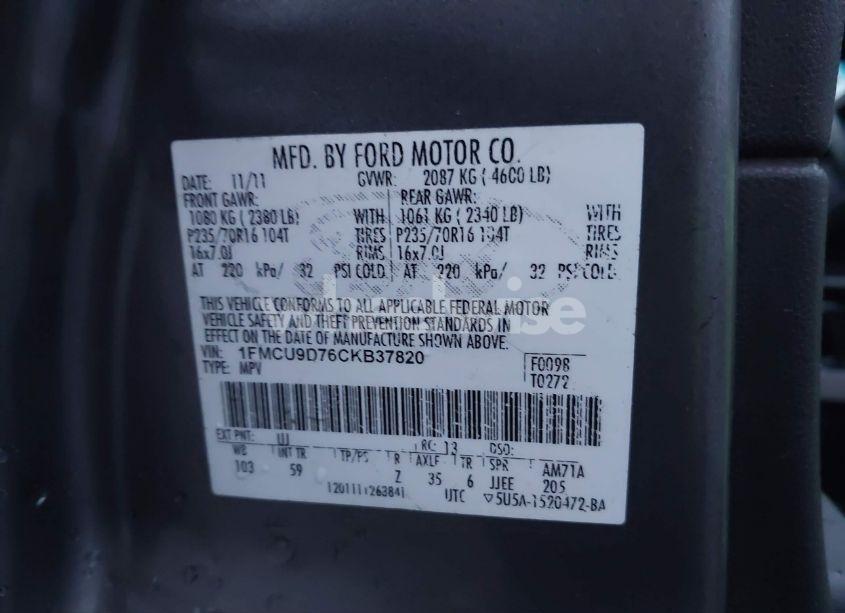 MFD. BY FORD MOTOR CO.
DATE: 11/11 GVWR: 2087 KG ( 4600 LB)
FRONT GAWR: REAR GAWR:
1080 KG ( 2380 LB) WITH 1061 KG ( 2340 LB) WITH
P235/70R16 104T TIRES P235/70R16 104T TIRES
16x7.0J RIMS 16x7.0J RIMS
AT 220 kPa/ 32 PSI COLD AT 220 kPa/ 32 PSI COLD
THIS VEHICLE CONFORMS TO ALL APPLICABLE FEDERAL MOTOR
VEHICLE SAFETY AND THEFT PREVENTION STANDARDS IN
EFFECT ON THE DATE OF MANUFACTURE SHOWN ABOVE.
VIN: 1FMCU9D76CKB37820 F0098
TYPE: MPV T0272
EXT PNT: UJ RC: 13 DSO:
WB INT TR TP/PS R AXLE TR SPR AM71A
103 59 Z 35 6 JJEE 205
UTC ▽5U5A-1520472-BA